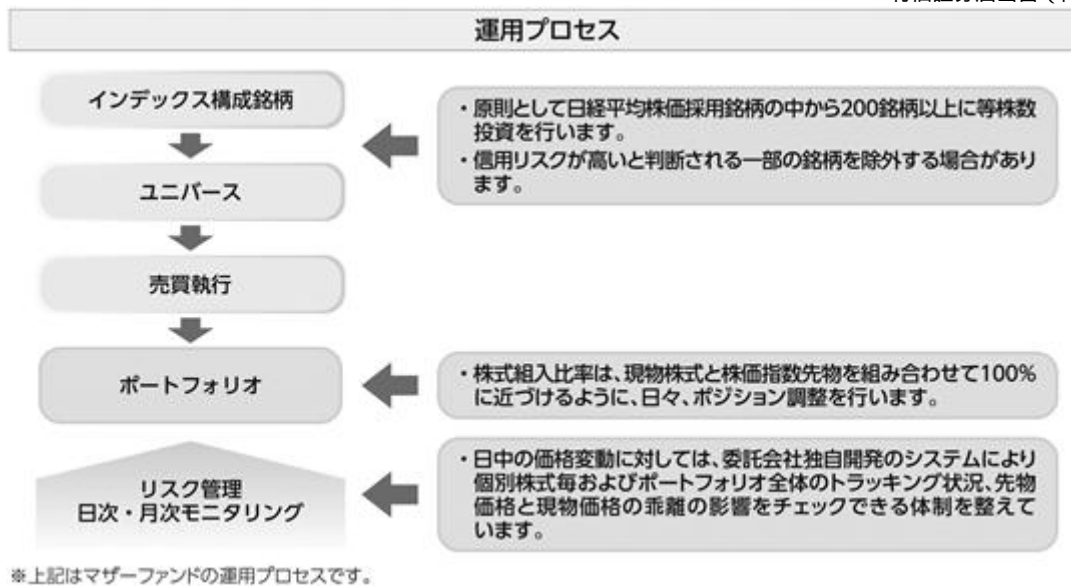 運用プロセス
インデックス構成銘柄
・原則として日経平均株価採用銘柄の中から200銘柄以上に等株数
投資を行います。
・信用リスクが高いと判断される一部の銘柄を除外する場合があり
ます。
ユニバース
売買執行
ポートフォリオ
・株式組入比率は、現物株式と株価指数先物を組み合わせて100%
に近づけるように、日々、ポジション調整を行います。
リスク管理
日次・月次モニタリング
・日中の価格変動に対しては、委託会社独自開発のシステムにより
個別株式毎およびポートフォリオ全体のトラッキング状況、先物
価格と現物価格の乖離の影響をチェックできる体制を整えて
います。
※上記はマザーファンドの運用プロセスです。